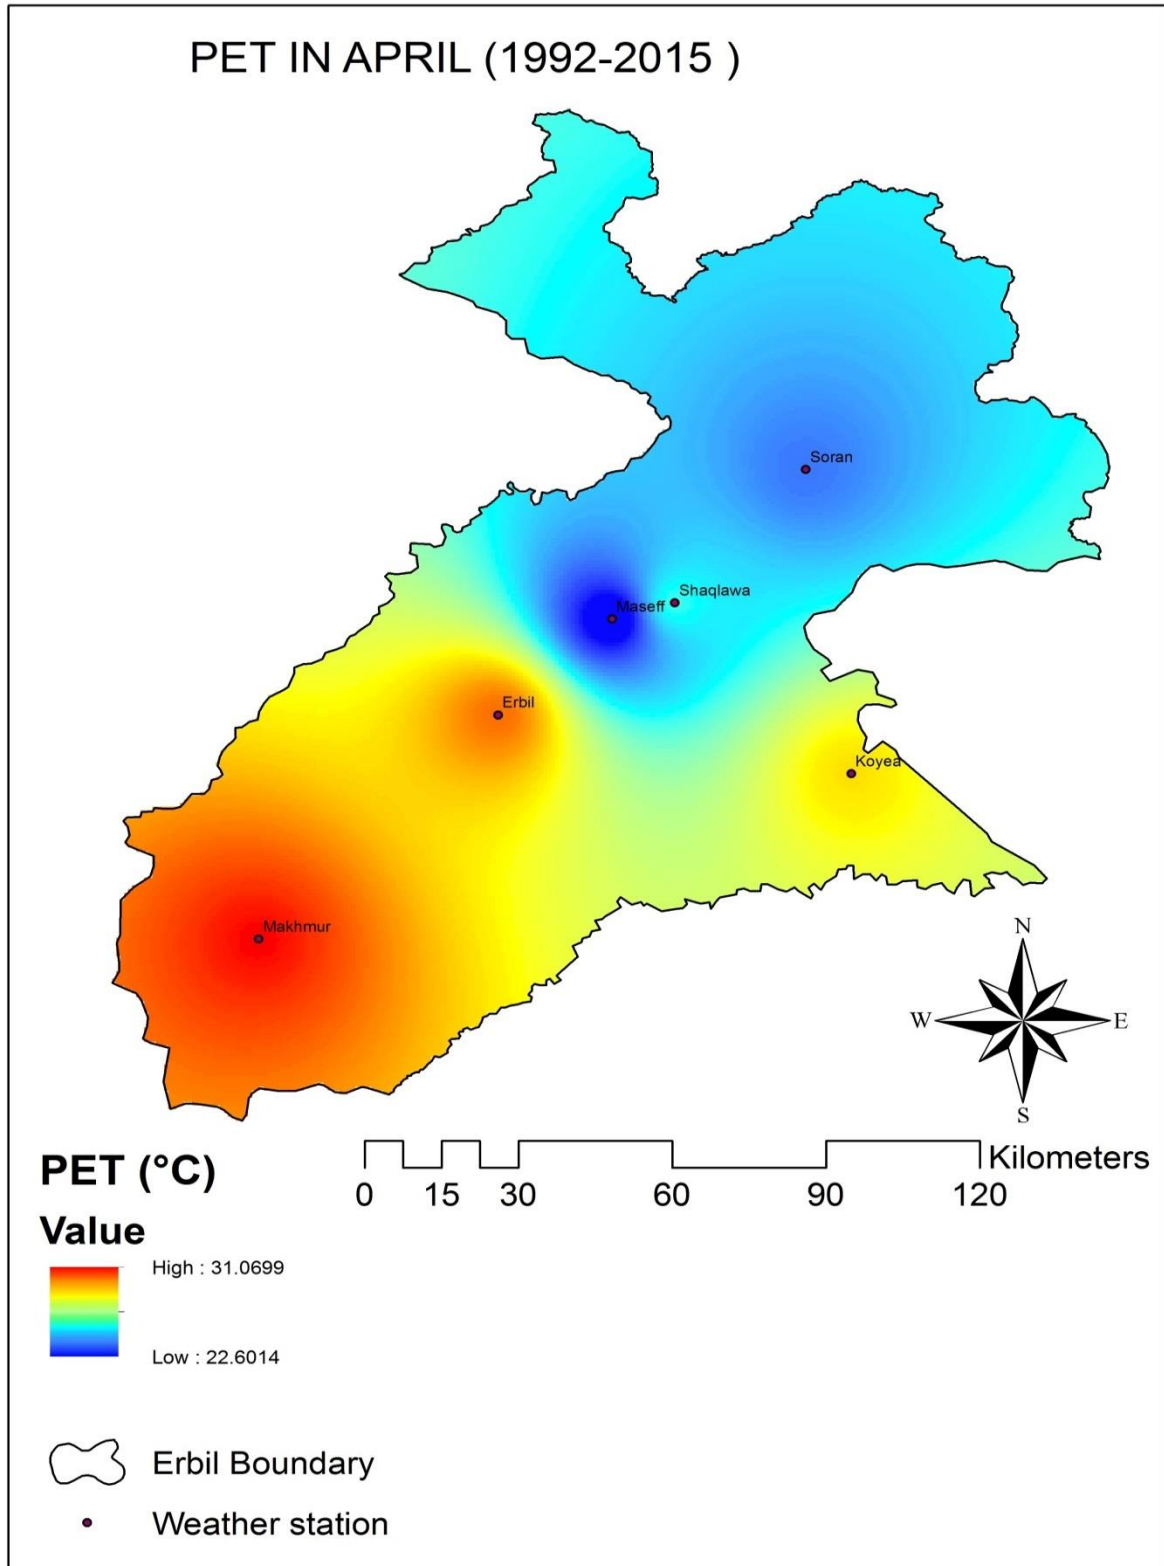 PET IN APRIL (1992-2015 )
Soran
Shaqlawa
Maseff
Erbil
Koyea
Makhmur
N
W
E
S
PET (°C)
Kilometers
0 15 30 60 90 120
Value
High : 31.0699
Low : 22.6014
Erbil Boundary
Weather station